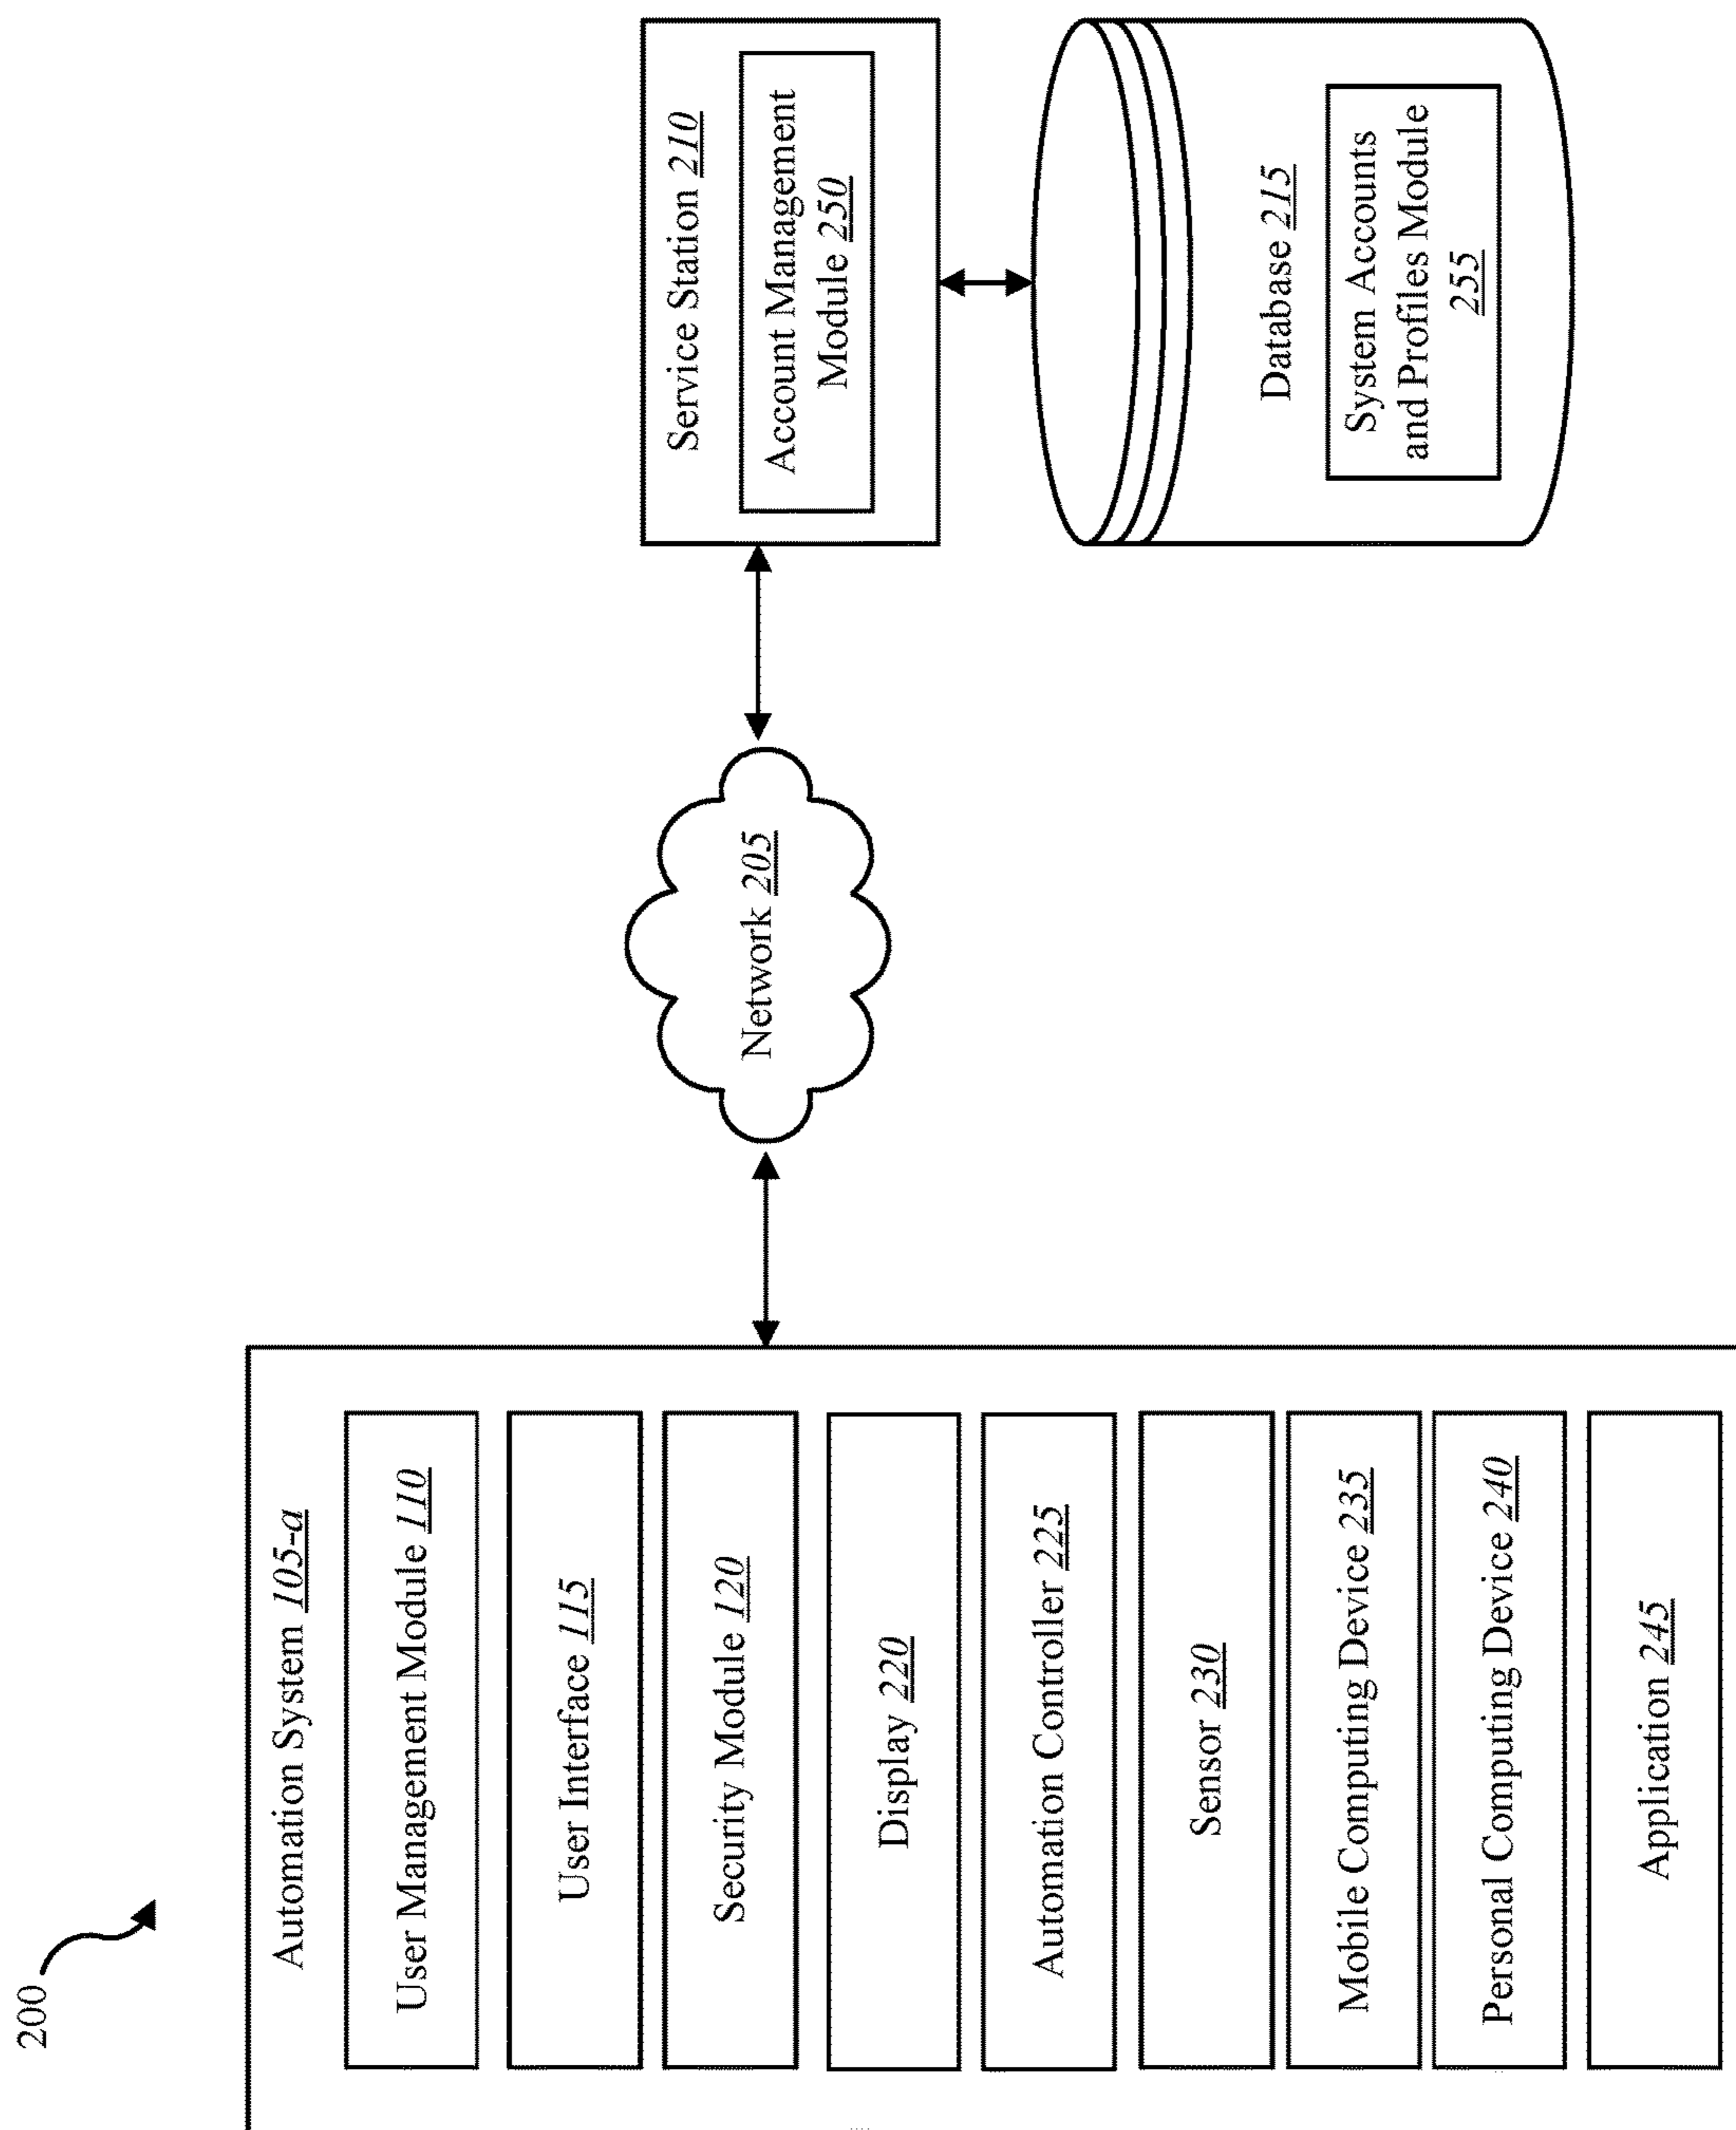 200
Automation System 105-a
User Management Module 110
User Interface 115
Security Module 120
Display 220
Automation Controller 225
Sensor 230
Mobile Computing Device 235
Personal Computing Device 240
Application 245
Network 205
Service Station 210
Account Management
Module 250
Database 215
System Accounts
and Profiles Module
255